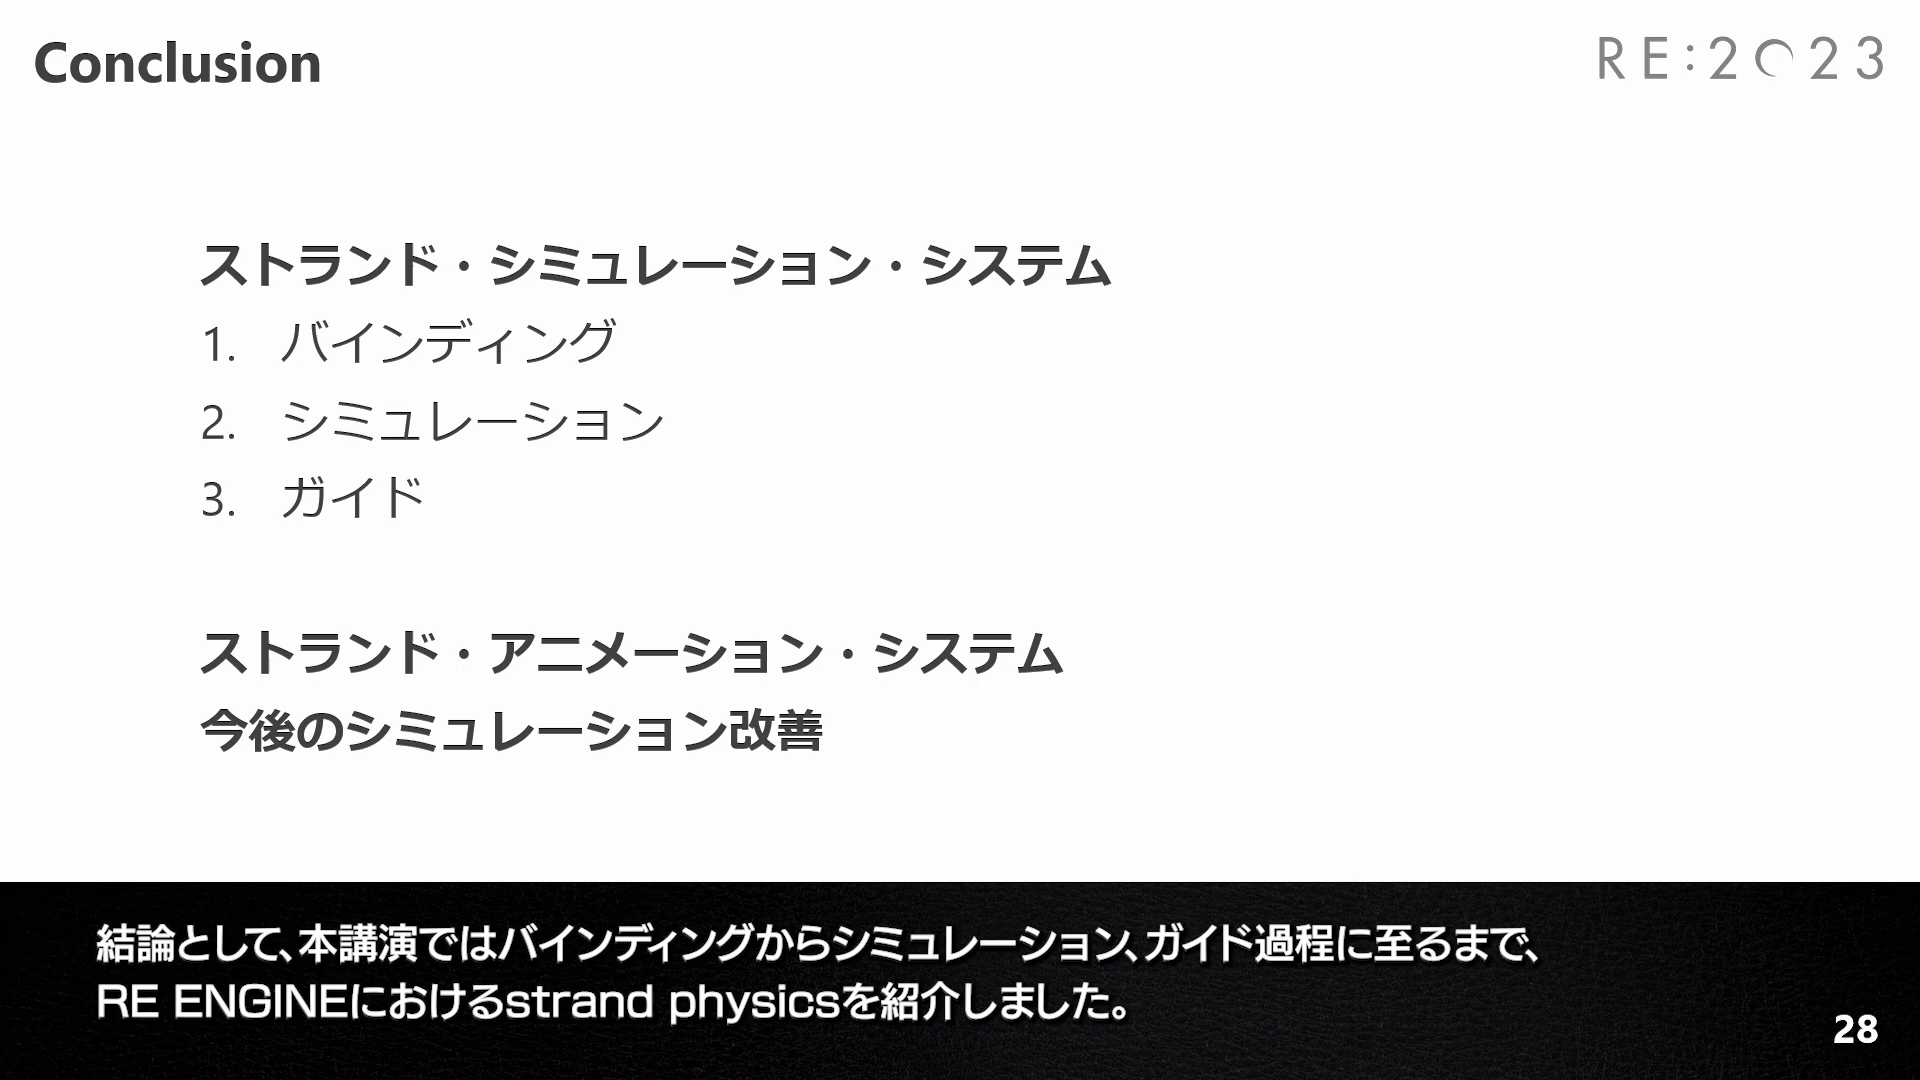 Conclusion
RE:2023
ストランド・シミュレーション・システム
1. バインディング
2. シミュレーション
3. ガイド
ストランド・アニメーション・システム
今後のシミュレーション改善
結論として、本講演ではバインディングからシミュレーション、ガイド過程に至るまで、
RE ENGINEにおけるstrand physicsを紹介しました。
28